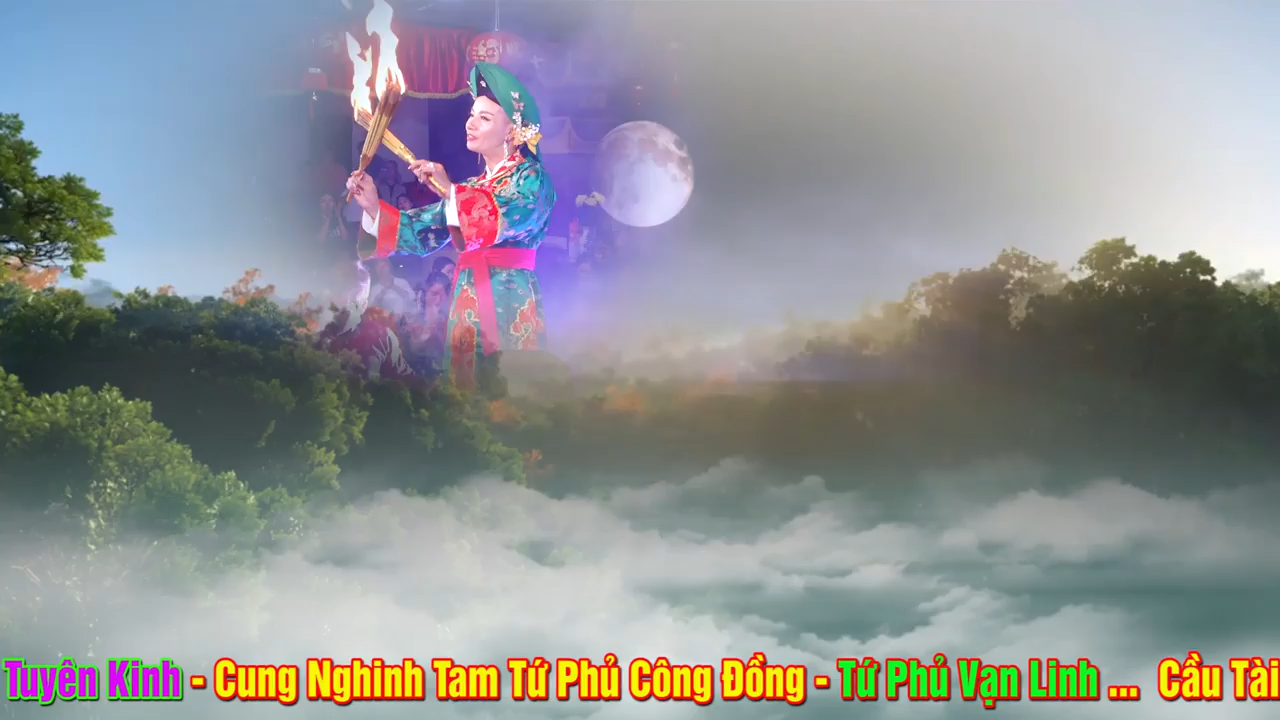 Tuyên Kinh - Cung Nghinh Tam Tứ Phủ Công Đồng - Tứ Phủ Vạn Linh ... Cầu Tài